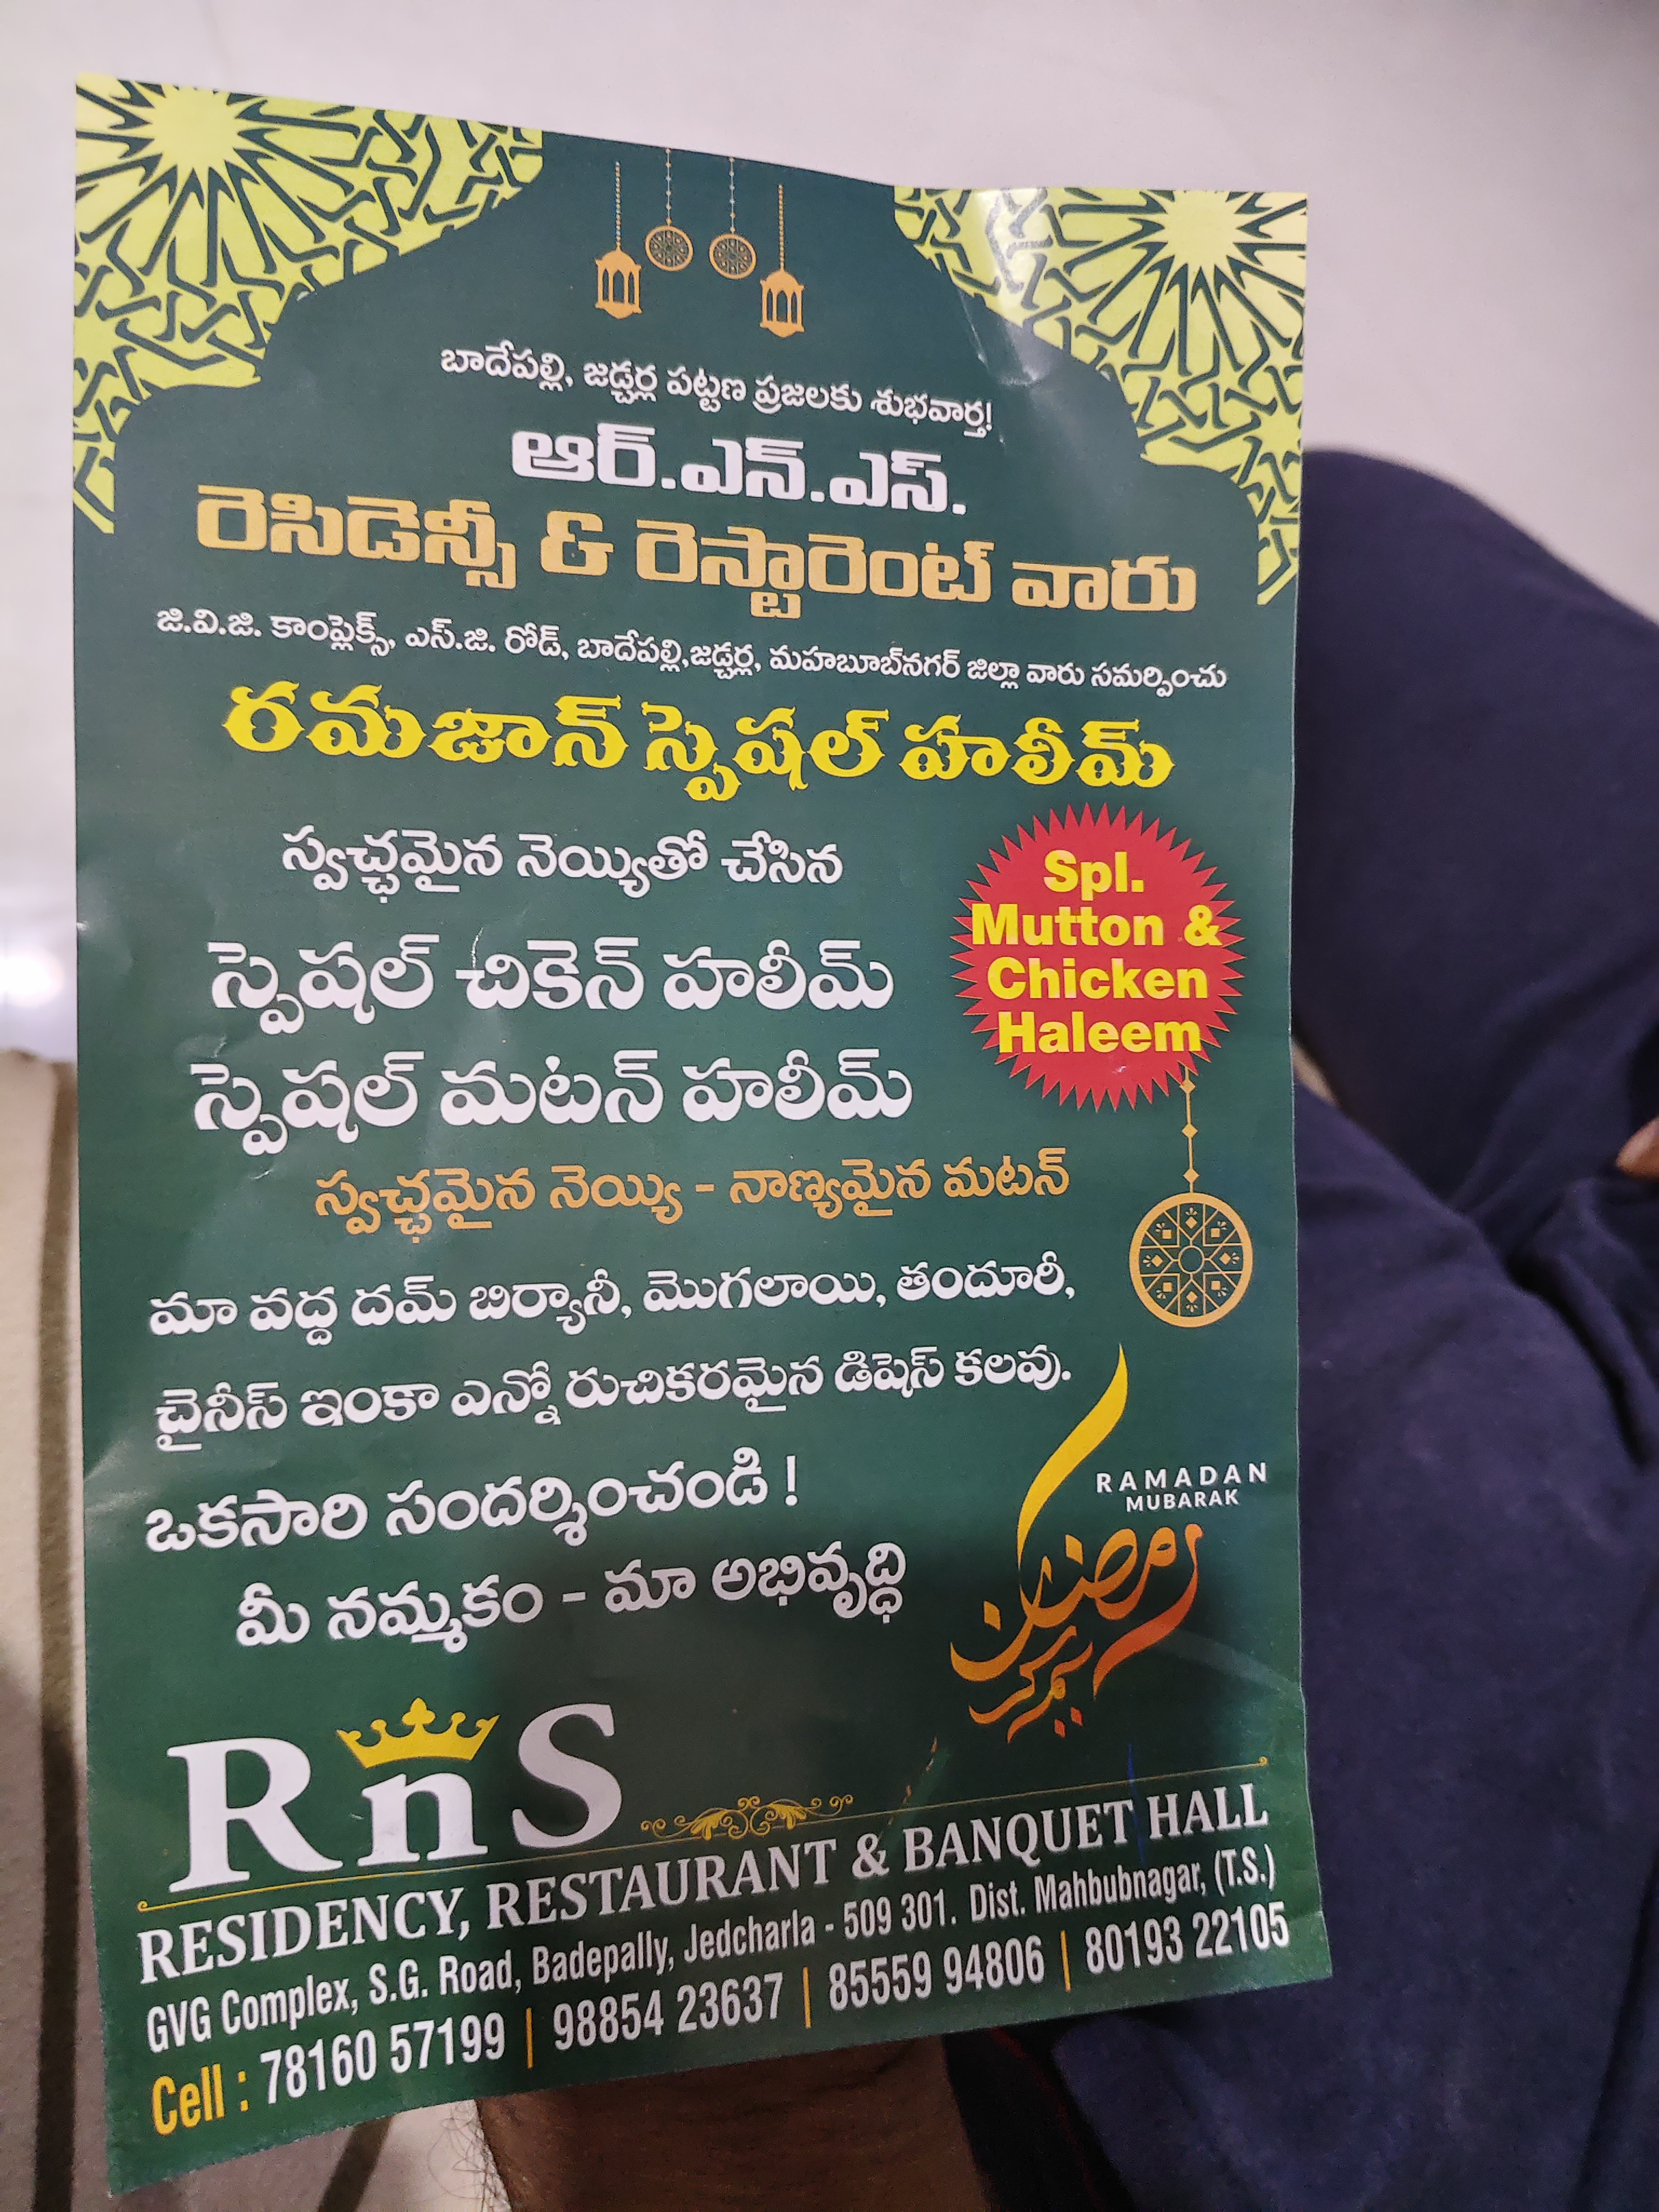 బాదేపల్లి, జడ్చర్ల పట్టణ ప్రజలకు శుభవార్త!
ఆర్.ఎన్.ఎస్.
రెసిడెన్సీ & రెస్టారెంట్ వారు
జి.వి.జి. కాంప్లెక్స్, ఎస్.జి. రోడ్, బాదేపల్లి,జడ్చర్ల, మహబూబ్‌నగర్ జిల్లా వారు సమర్పించు
రమజాన్ స్పెషల్ హలీమ్
స్వచ్ఛమైన నెయ్యితో చేసిన
స్పెషల్ చికెన్ హలీమ్
స్పెషల్ మటన్ హలీమ్
Spl.
Mutton &
Chicken
Haleem
స్వచ్ఛమైన నెయ్యి - నాణ్యమైన మటన్
మా వద్ద దమ్ బిర్యానీ, మొగలాయి, తందూరీ,
చైనీస్ ఇంకా ఎన్నో రుచికరమైన డిషెస్ కలవు.
ఒకసారి సందర్శించండి !
మీ నమ్మకం - మా అభివృద్ధి
RAMADAN
MUBARAK
رمضان
كريم
RnS
RESIDENCY, RESTAURANT & BANQUET HALL
GVG Complex, S.G. Road, Badepally, Jedcharla - 509 301. Dist. Mahbubnagar, (T.S.)
Cell : 78160 57199 | 98854 23637 | 85559 94806 | 80193 22105